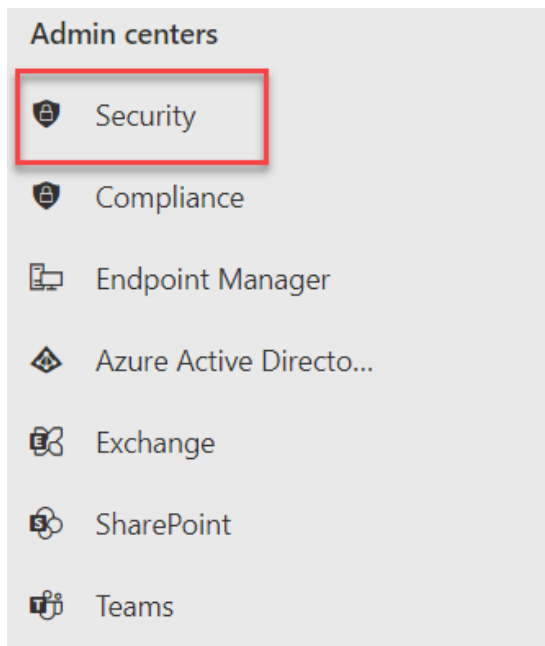 Admin centers
Security
Compliance
Endpoint Manager
Azure Active Directo...
Exchange
SharePoint
Teams